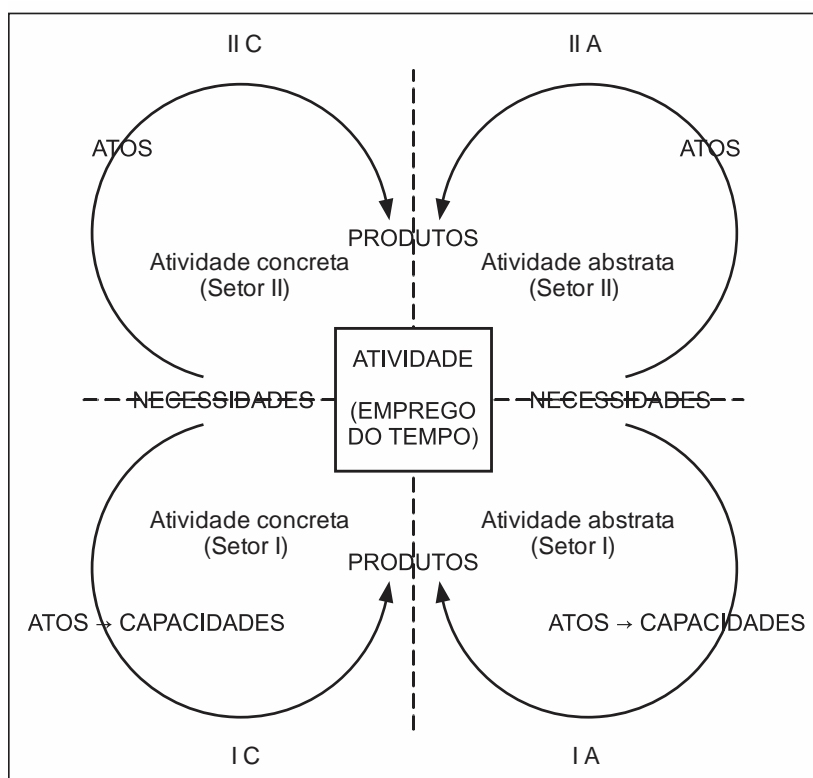 II C
II A
ATOS
ATOS
PRODUTOS
Atividade concreta
(Setor II)
Atividade abstrata
(Setor II)
ATIVIDADE
(EMPREGO
DO TEMPO)
NECESSIDADES
NECESSIDADES
Atividade concreta
(Setor I)
Atividade abstrata
(Setor I)
PRODUTOS
ATOS → CAPACIDADES
ATOS → CAPACIDADES
I C
I A